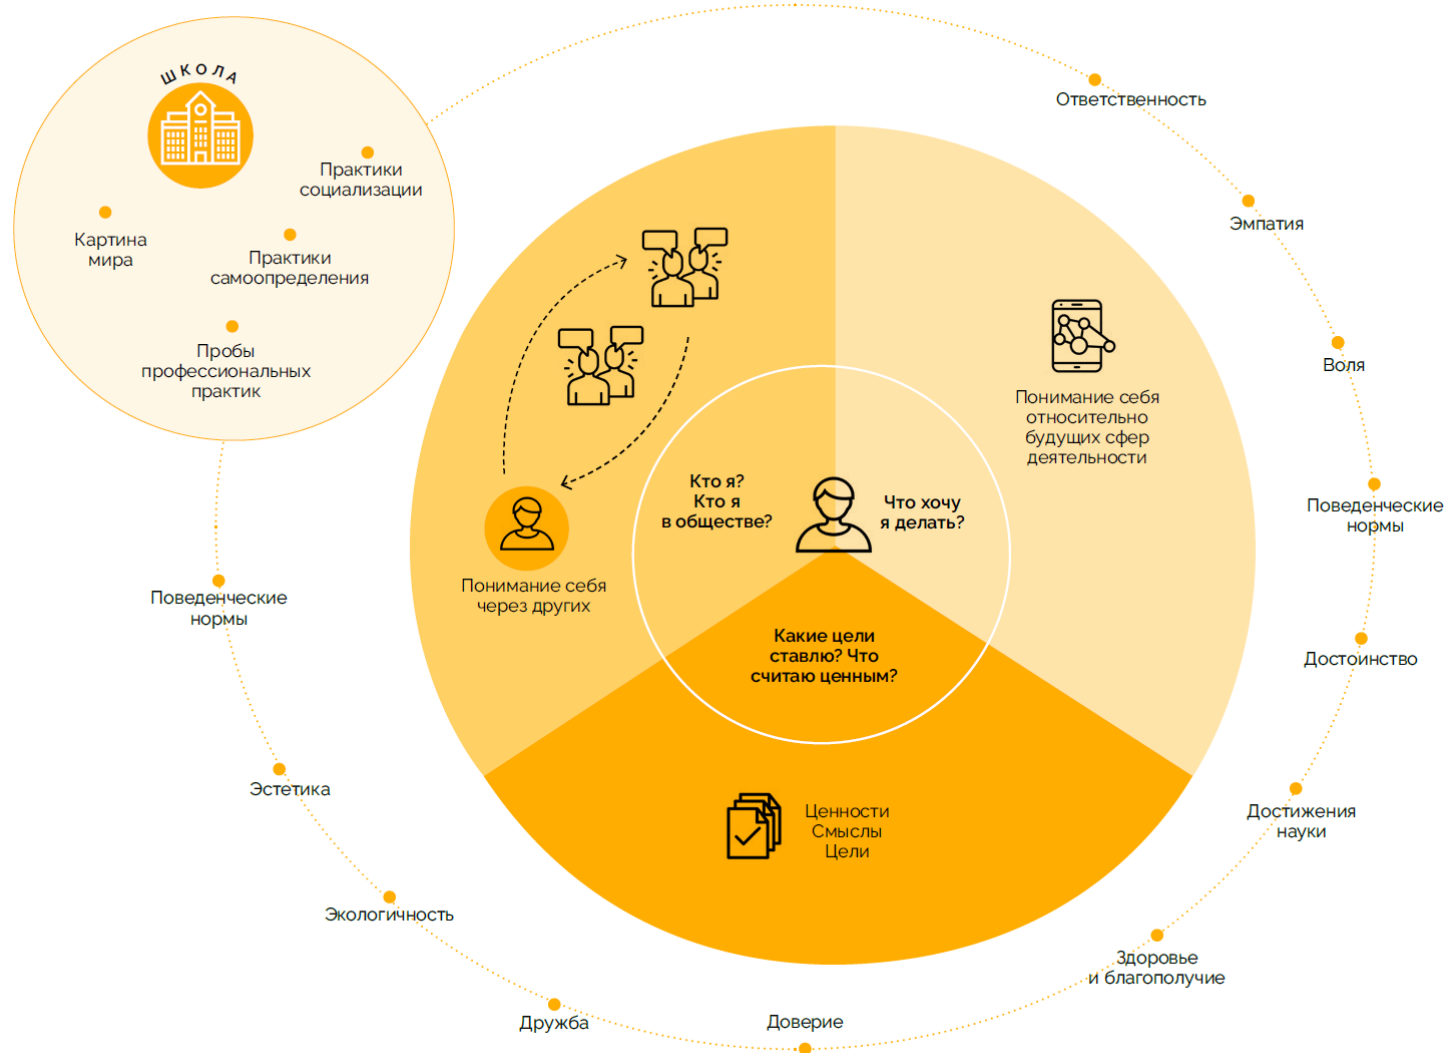 ШКОЛА
Практики
социализации
Картина
мира
Практики
самоопределения
Пробы
профессиональных
практик
Ответственность
Эмпатия
Воля
Поведенческие
нормы
Достоинство
Достижения
науки
Здоровье
и благополучие
Доверие
Дружба
Экологичность
Эстетика
Поведенческие
нормы
Понимание себя
через других
Кто я?
Кто я
в обществе?
Что хочу
я делать?
Понимание себя
относительно
будущих сфер
деятельности
Какие цели
ставлю? Что
считаю ценным?
Ценности
Смыслы
Цели